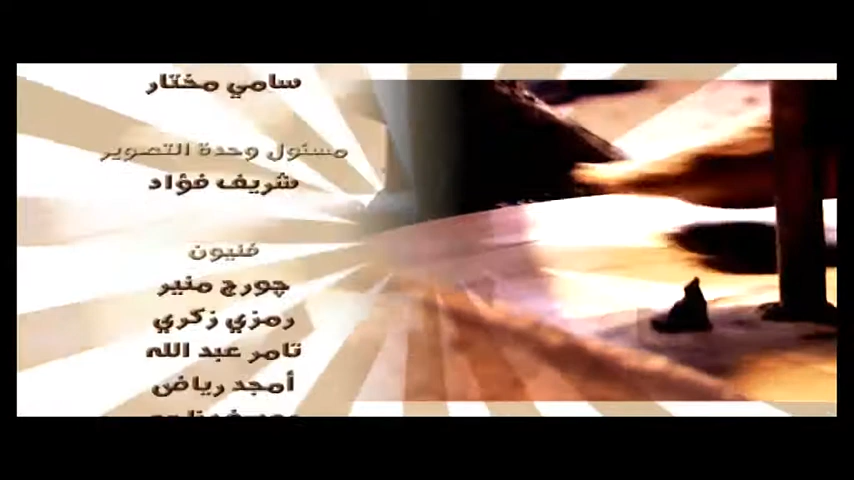 سامي مختار
مسئول وحدة التصوير
شريف فؤاد
فنيون
چورچ منير
رمزي زكري
تامر عبد الله
أمجد رياض